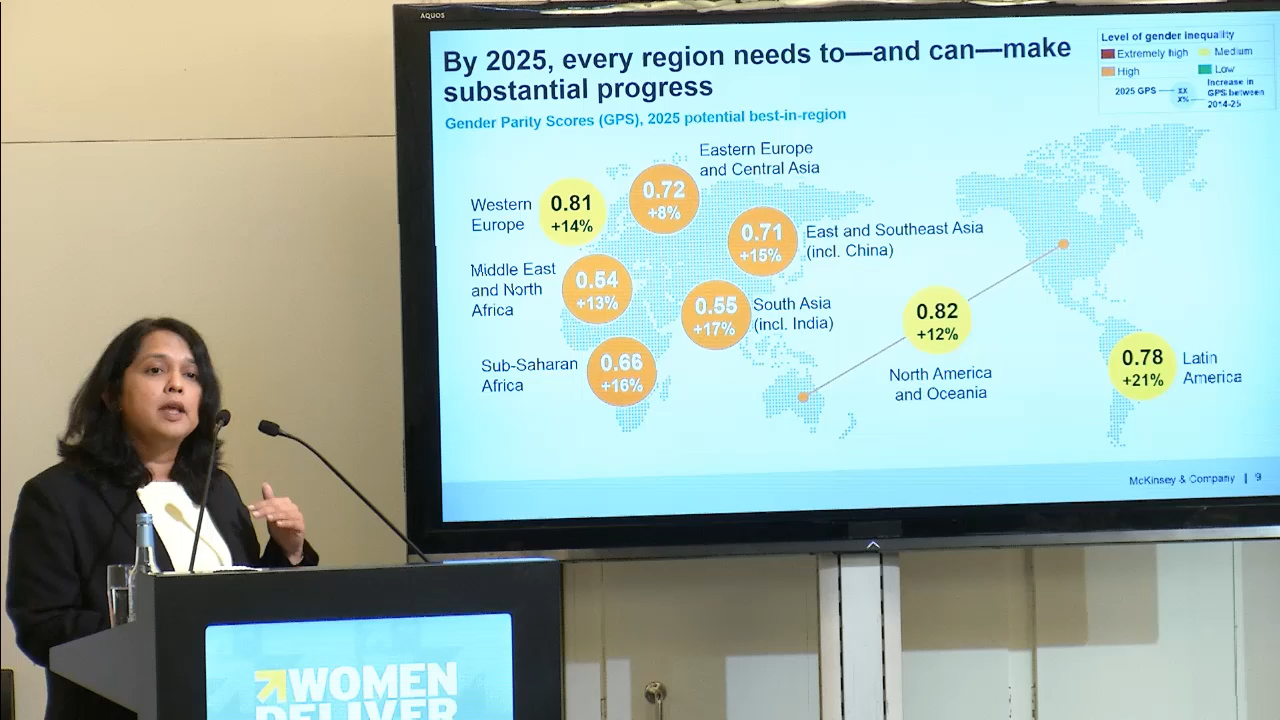 AQUOS
By 2025, every region needs to—and can—make
substantial progress
Gender Parity Scores (GPS), 2025 potential best-in-region
Level of gender inequality
Extremely high
Medium
High
Low
2025 GPS
xx
x%
Increase in
GPS between
2014-25
Eastern Europe
and Central Asia
0.72
+8%
Western
Europe
0.81
+14%
0.71
+15%
East and Southeast Asia
(incl. China)
Middle East
and North
Africa
0.54
+13%
0.55
+17%
South Asia
(incl. India)
0.82
+12%
North America
and Oceania
Sub-Saharan
Africa
0.66
+16%
0.78
+21%
Latin
America
McKinsey & Company | 9
WOMEN
DELIVER